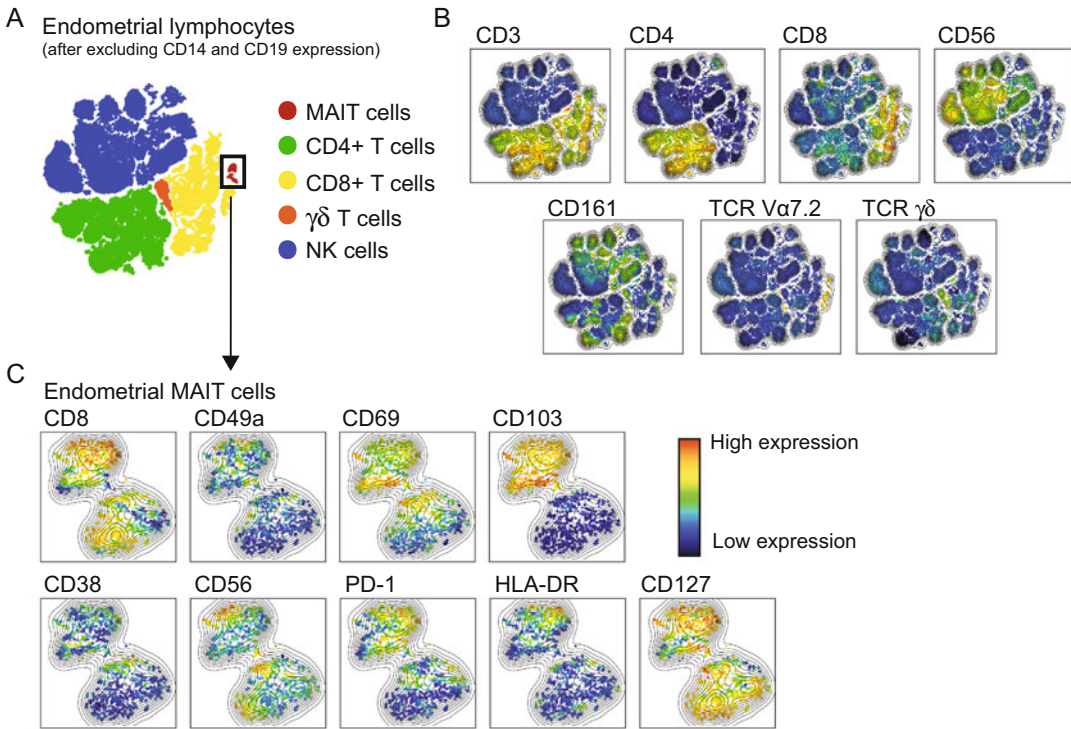 A
Endometrial lymphocytes
(after excluding CD14 and CD19 expression)
MAIT cells
CD4+ T cells
CD8+ T cells
γδ T cells
NK cells
B
CD3
CD4
CD8
CD56
CD161
TCR Vα7.2
TCR γδ
C
Endometrial MAIT cells
CD8
CD49a
CD69
CD103
High expression
Low expression
CD38
CD56
PD-1
HLA-DR
CD127